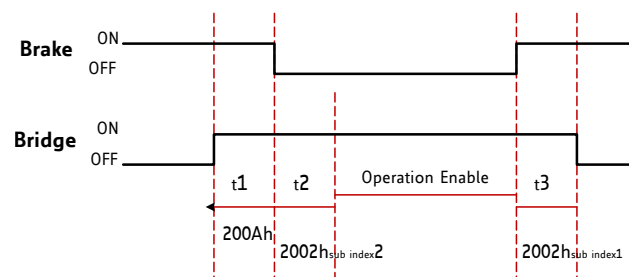 Brake
ON
OFF
Bridge
ON
OFF
t1
t2
Operation Enable
t3
200Ah
2002hsub index2
2002hsub index1